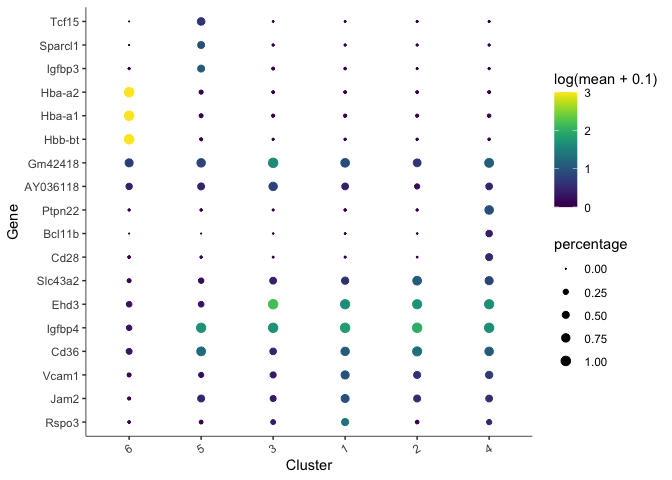 Tcf15
Sparcl1
Igfbp3
Hba-a2
Hba-a1
Hbb-bt
Gm42418
AY036118
Ptpn22
Bcl11b
Cd28
Slc43a2
Ehd3
Igfbp4
Cd36
Vcam1
Jam2
Rspo3
Gene
6 5 3 1 2 4
Cluster
log(mean + 0.1)
3
2
1
0
percentage
0.00
0.25
0.50
0.75
1.00